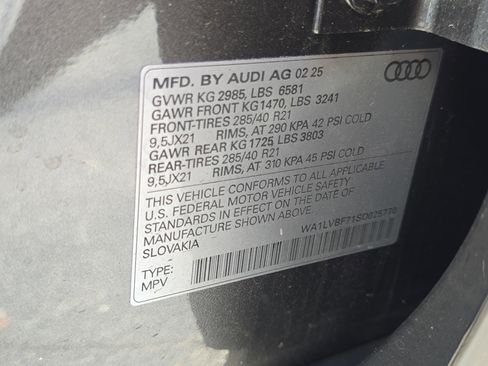 MFD. BY AUDI AG 02 25
GVWR KG 2985, LBS 6581
GAWR FRONT KG1470, LBS 3241
FRONT-TIRES 285/40 R21
9,5JX21 RIMS, AT 290 KPA 42 PSI COLD
GAWR REAR KG 1725, LBS 3803
REAR-TIRES 285/40 R21
9,5JX21 RIMS, AT 310 KPA 45 PSI COLD
THIS VEHICLE CONFORMS TO ALL APPLICABLE
U.S. FEDERAL MOTOR VEHICLE SAFETY
STANDARDS IN EFFECT ON THE DATE OF
MANUFACTURE SHOWN ABOVE.
SLOVAKIA
WA1LVBF71SD025770
TYPE:
MPV